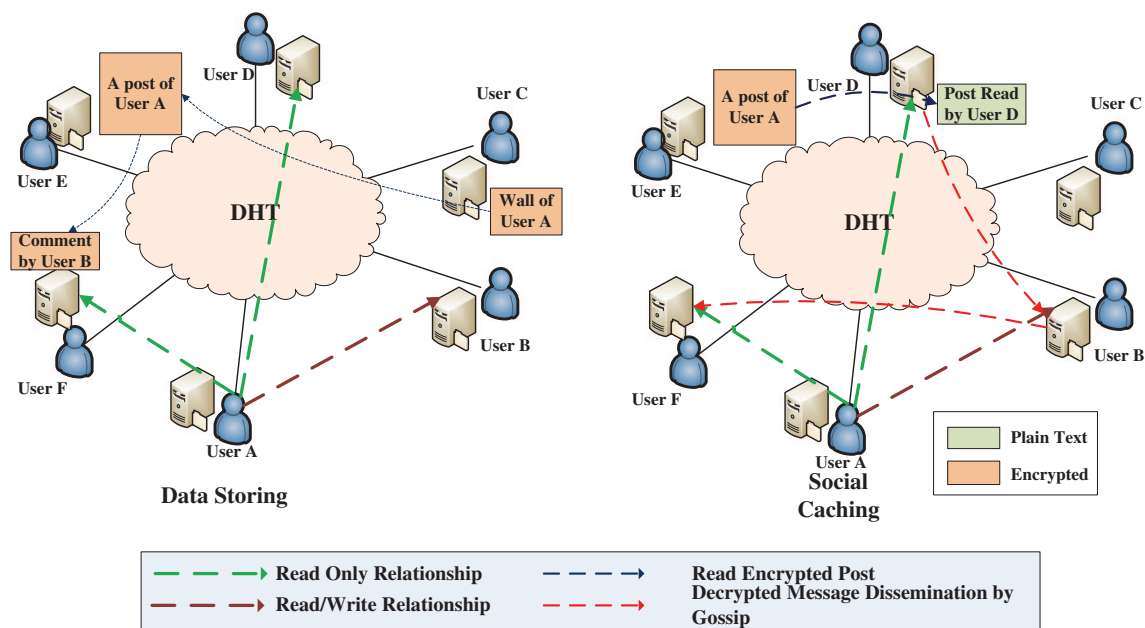 User D
A post of
User A
User C
User E
DHT
Wall of
User A
Comment
by User B
User B
User F
User A
Data Storing
User D
A post of
User A
Post Read
by User D
User C
User E
DHT
User B
User F
User A
Social
Caching
Plain Text
Encrypted
Read Only Relationship
Read/Write Relationship
Read Encrypted Post
Decrypted Message Dissemination by
Gossip